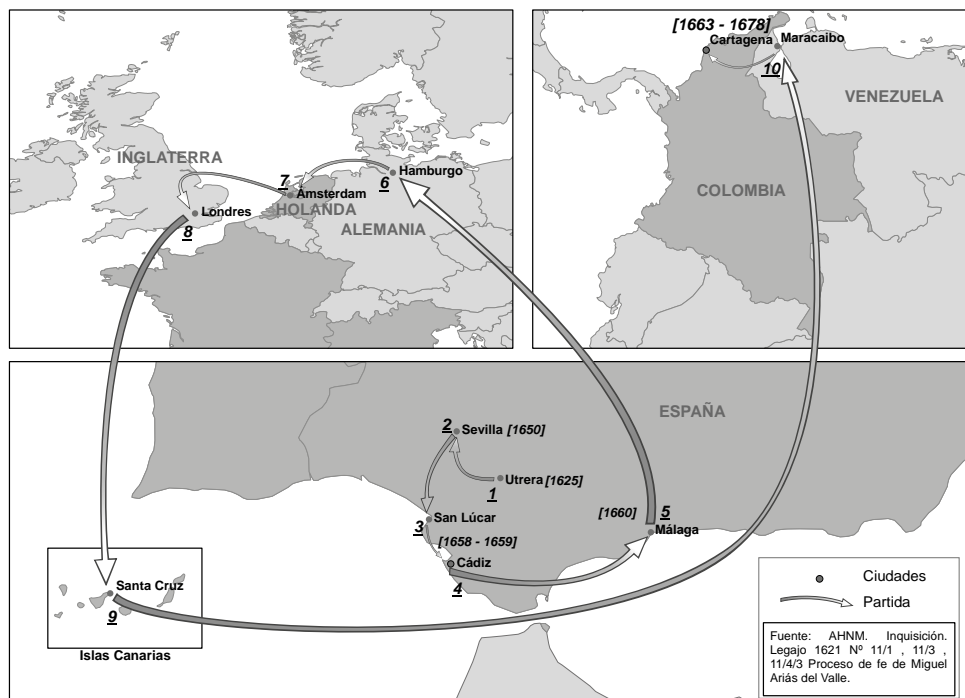 INGLATERRA
7
Ámsterdam
HOLANDA
6
Hamburgo
ALEMANIA
Londres
8
[1663 - 1678]
Cartagena
Maracaibo
10
VENEZUELA
COLOMBIA
ESPAÑA
2
Sevilla [1650]
1
Utrera [1625]
3
San Lúcar
[1658 - 1659]
Cádiz
4
[1660]
5
Málaga
Santa Cruz
9
Islas Canarias
Ciudades
Partida
Fuente: AHNM. Inquisición.
Legajo 1621 Nº 11/1 , 11/3 ,
11/4/3 Proceso de fe de Miguel
Ariás del Valle.